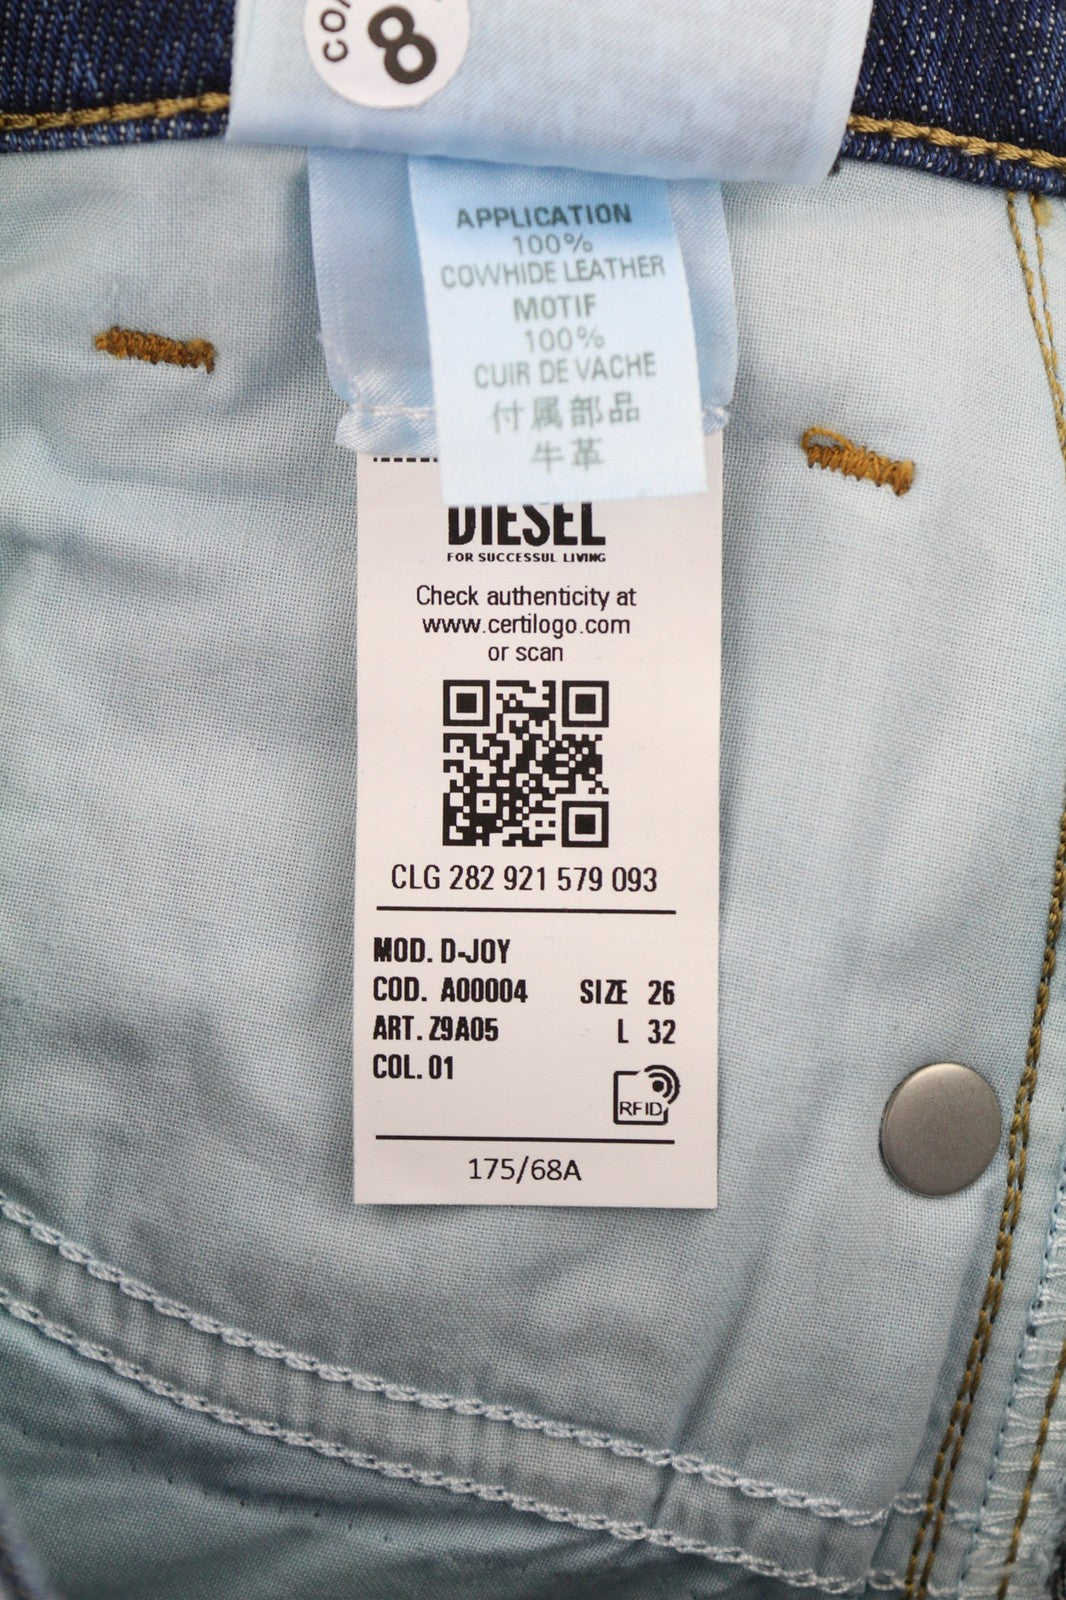 8
APPLICATION
100%
COWHIDE LEATHER
MOTIF
100%
CUIR DE VACHE
付属部品
牛革
DIESEL
FOR SUCCESSUL LIVING
Check authenticity at
www.certilogo.com
or scan
CLG 282 921 579 093
MOD. D-JOY
COD. A00004 SIZE 26
ART. Z9A05 L 32
COL. 01
RFID
175/68A